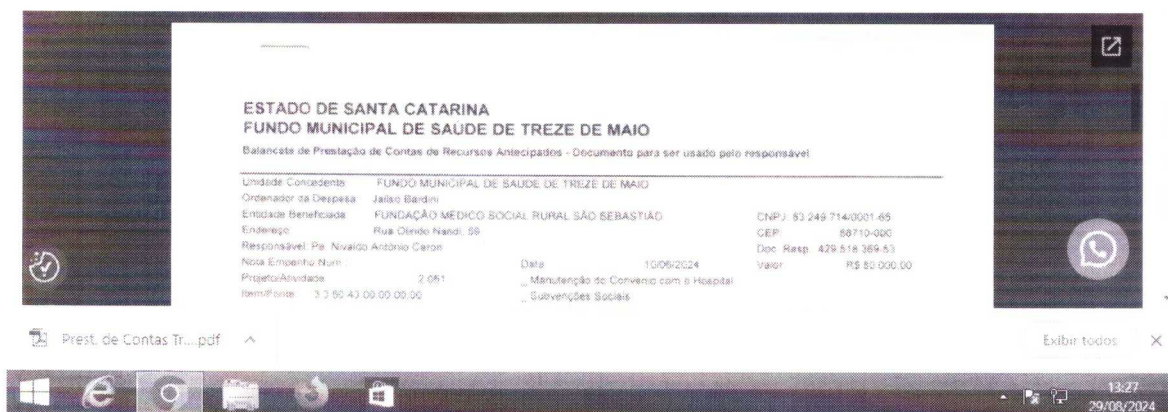 ESTADO DE SANTA CATARINA
FUNDO MUNICIPAL DE SAUDE DE TREZE DE MAIO
Balancete de Prestação de Contas de Recursos Antecipados - Documento para ser usado pelo responsável
Unidade Concedente FUNDO MUNICIPAL DE SAUDE DE TREZE DE MAIO
Ordenador da Despesa Jailso Bardini
Entidade Beneficiada FUNDAÇÃO MÉDICO SOCIAL RURAL SÃO SEBASTIÃO CNPJ 83.249.714/0001-65
Endereço Rua Olindo Nandi, 59 CEP 88710-000
Responsável Pe. Nivaldo Antônio Ceron Doc. Resp. 429.518.369-53
Nota Empenho Num. Data 10/06/2024 Valor R$ 80.000,00
Projeto/Atividade 2.051 _ Manutenção do Convenio com o Hospital
Item/Fonte 3.3.50.43.00.00.00.00 _ Subvenções Sociais
Prest. de Contas Tr....pdf
Exibir todos
13:27
29/08/2024